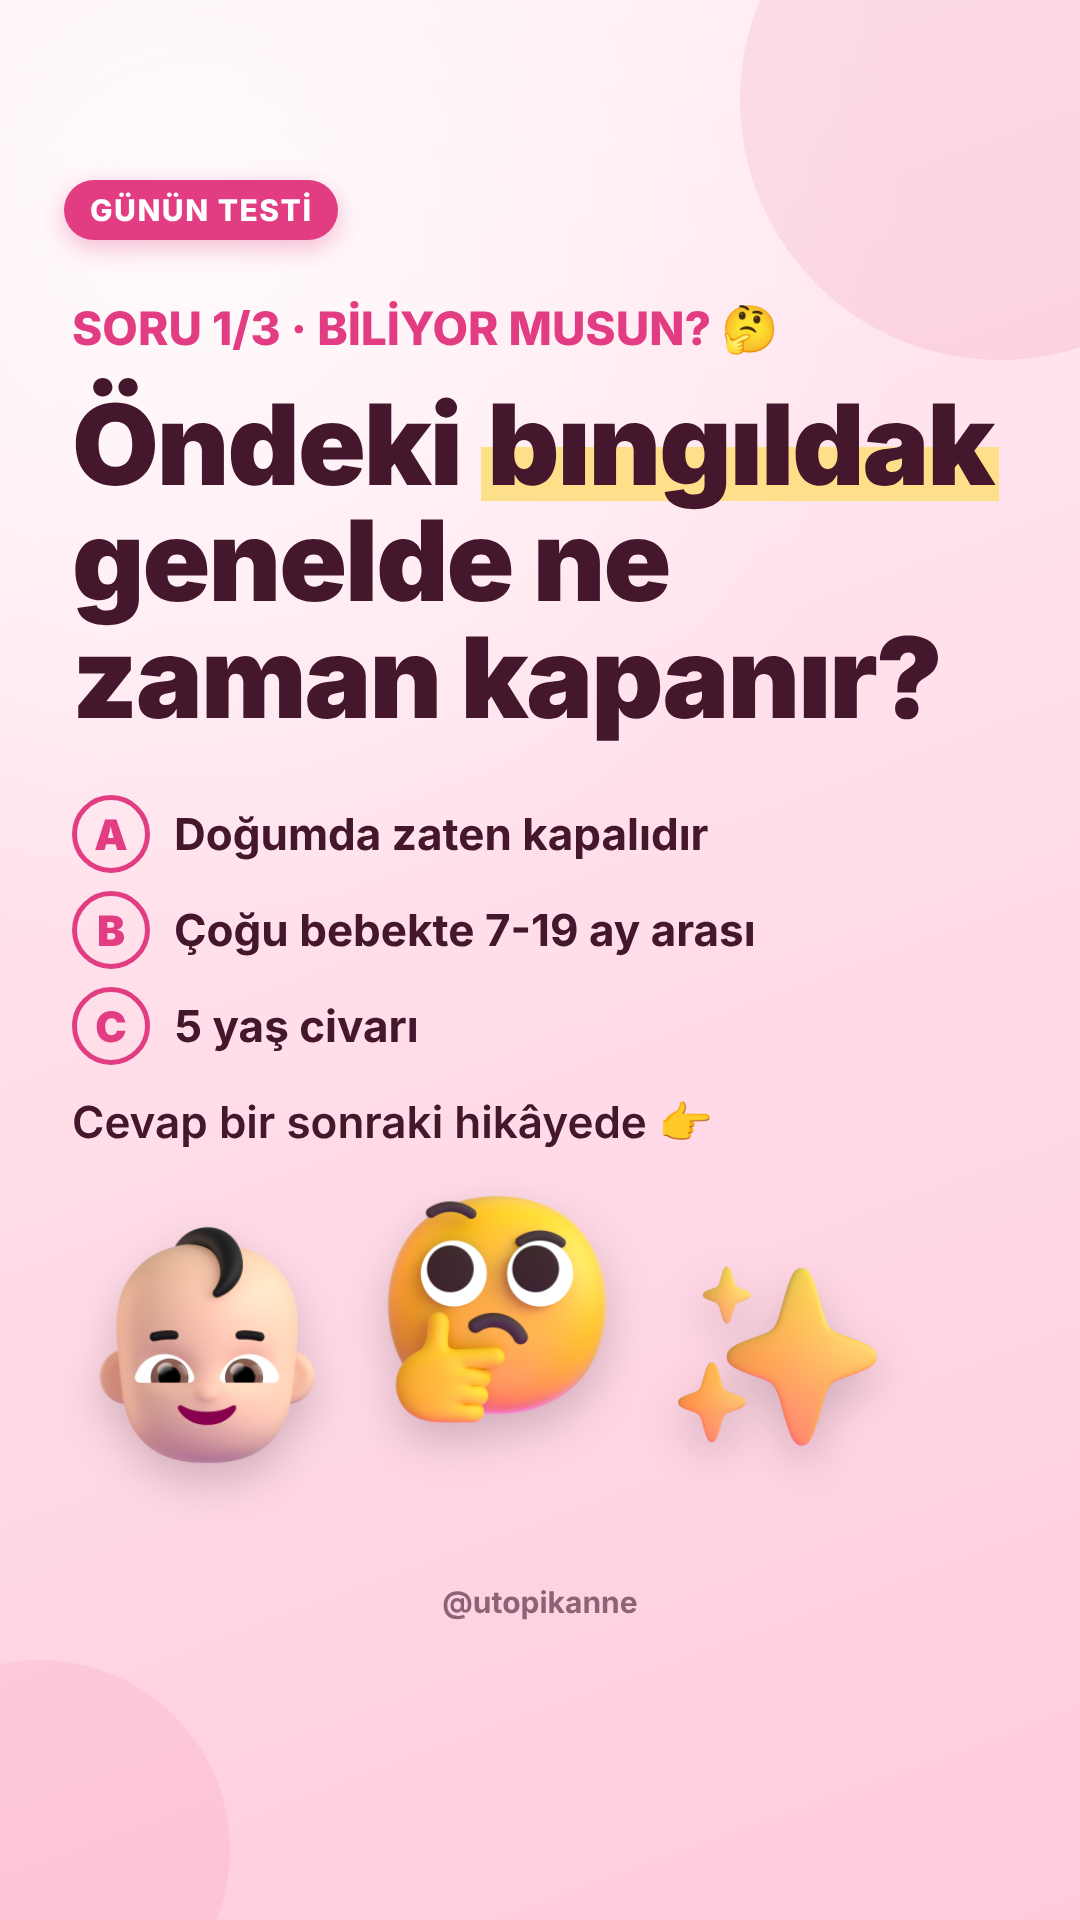 GÜNÜN TESTİ
SORU 1/3 · BİLİYOR MUSUN? 🤔
Öndeki bıngıldak
genelde ne
zaman kapanır?
A Doğumda zaten kapalıdır
B Çoğu bebekte 7-19 ay arası
C 5 yaş civarı
Cevap bir sonraki hikâyede 👉
@utopikanne